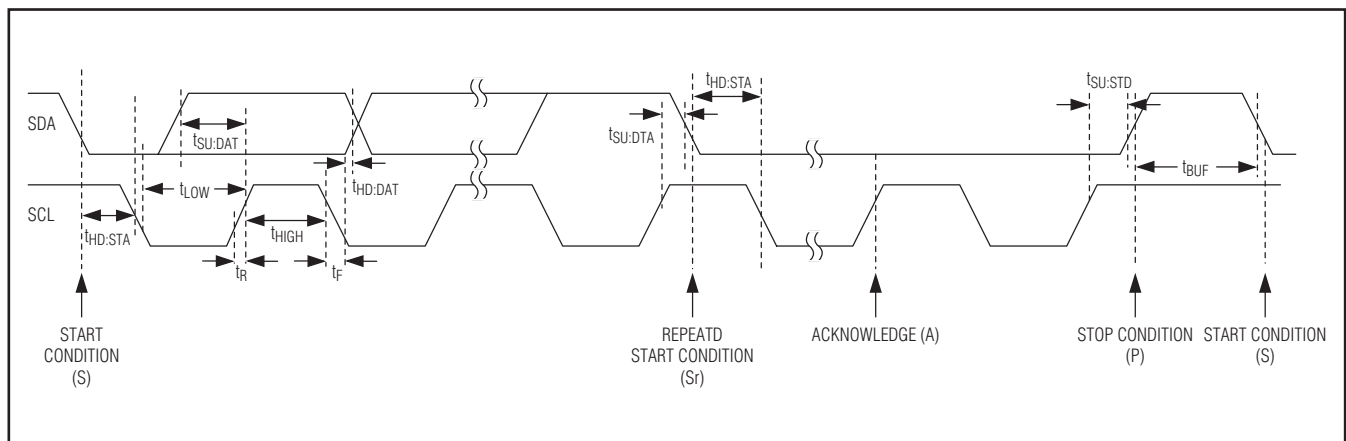 SDA
SCL
tHD:STA
tLOW
tSU:DAT
tR
tHIGH
tF
tHD:DAT
tSU:DTA
tHD:STA
tSU:STD
tBUF
START
CONDITION
(S)
REPEATD
START CONDITION
(Sr)
ACKNOWLEDGE (A)
STOP CONDITION
(P)
START CONDITION
(S)